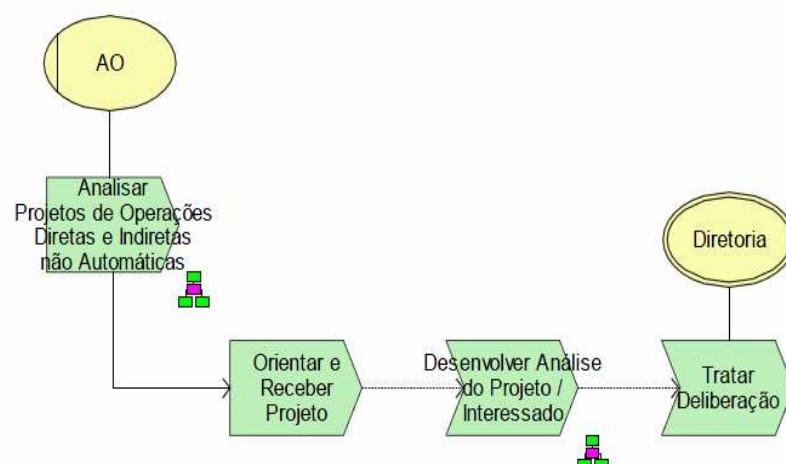 AO
Analisar
Projetos de Operações
Diretas e Indiretas
não Automáticas
Diretoria
Orientar e
Receber
Projeto
Desenvolver Análise
do Projeto /
Interessado
Tratar
Deliberação